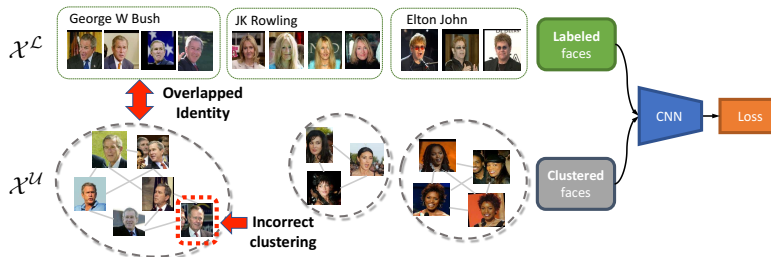 George W Bush
JK Rowling
Elton John
𝒳^ℒ
Labeled
faces
Overlapped
Identity
CNN
Loss
𝒳^𝒰
Clustered
faces
Incorrect
clustering